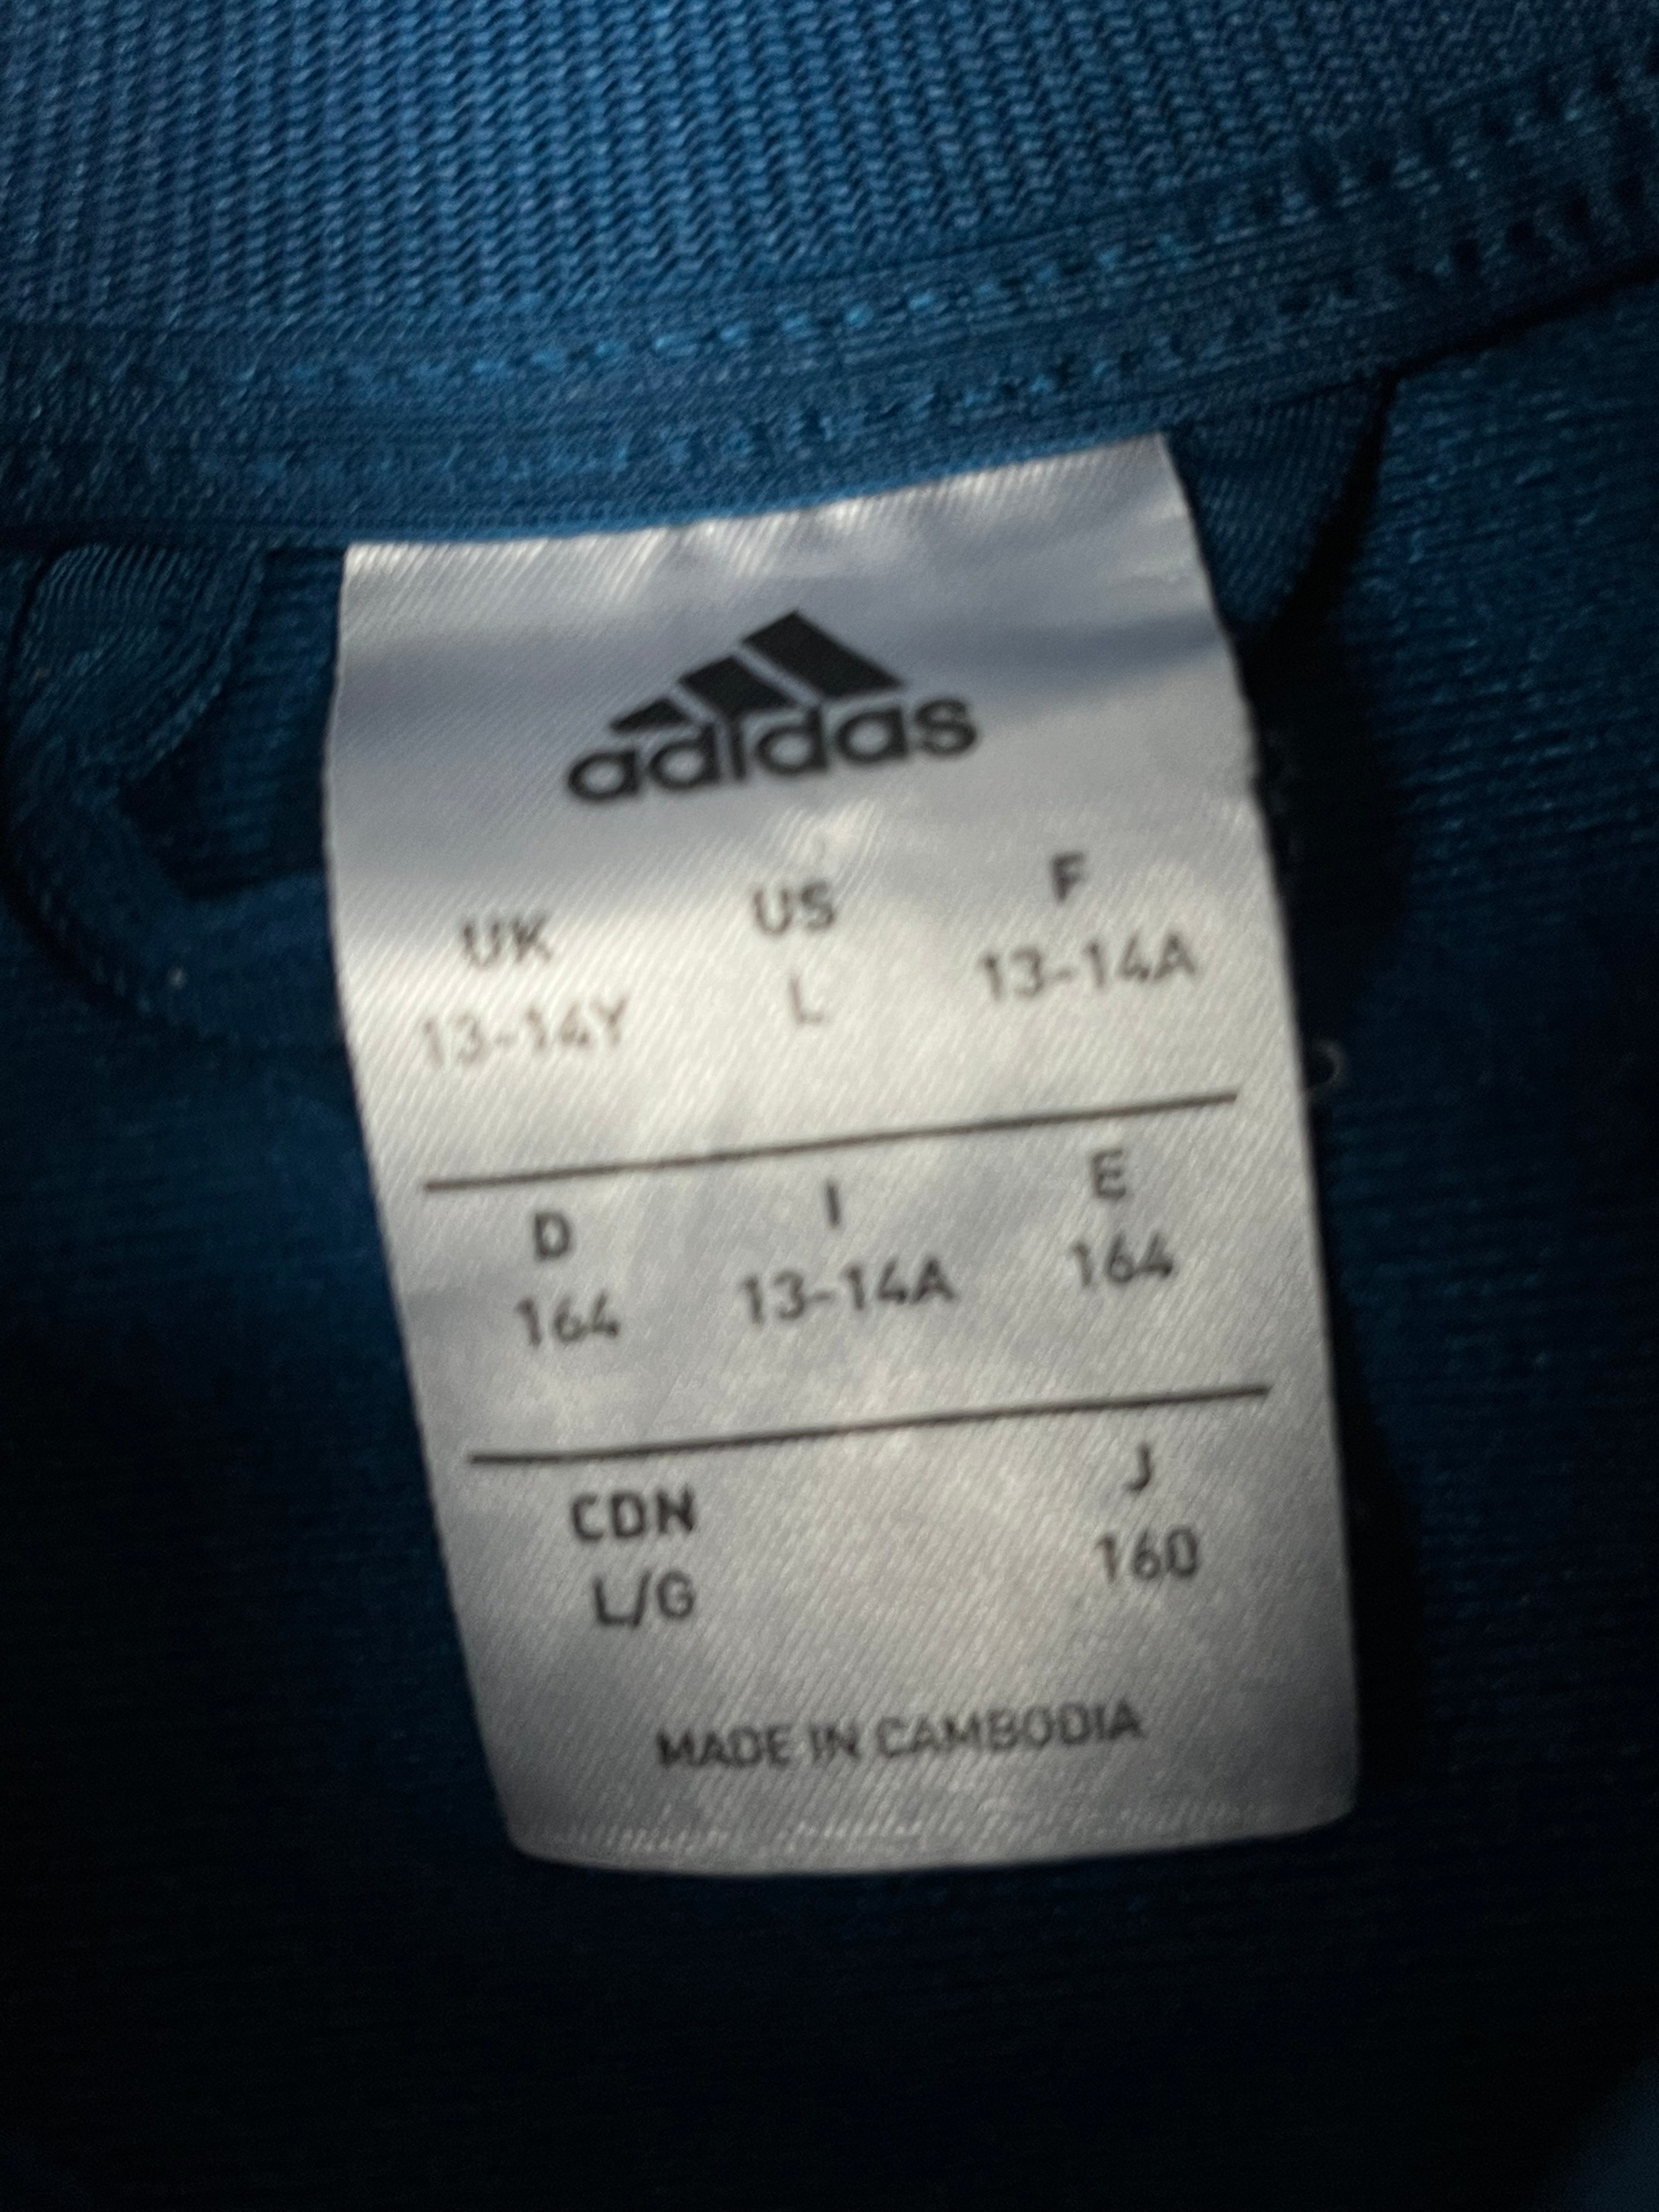 adidas
UK US F
13-14Y L 13-14A
D I E
164 13-14A 164
CDN J
L/G 160
MADE IN CAMBODIA